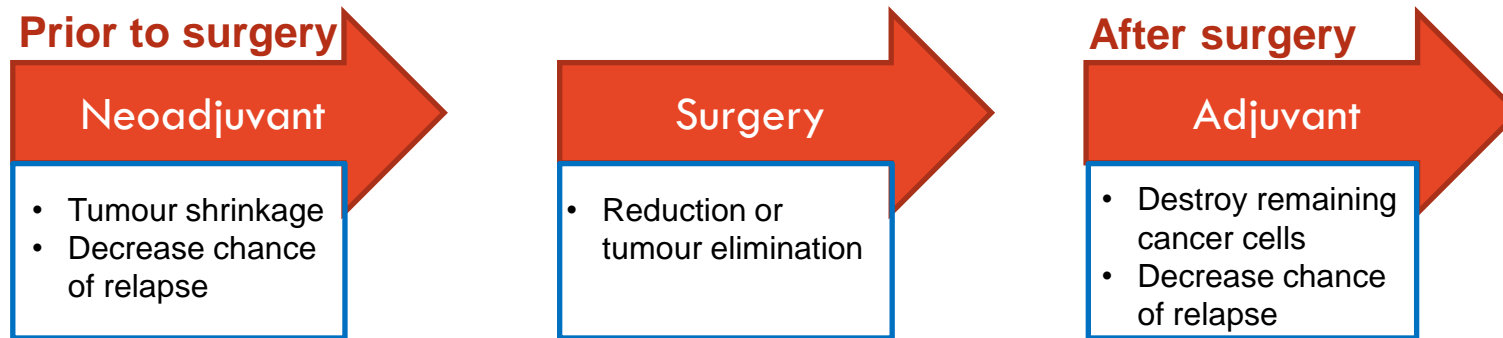 Prior to surgery
Neoadjuvant
• Tumour shrinkage
• Decrease chance
of relapse
Surgery
• Reduction or
tumour elimination
After surgery
Adjuvant
• Destroy remaining
cancer cells
• Decrease chance
of relapse